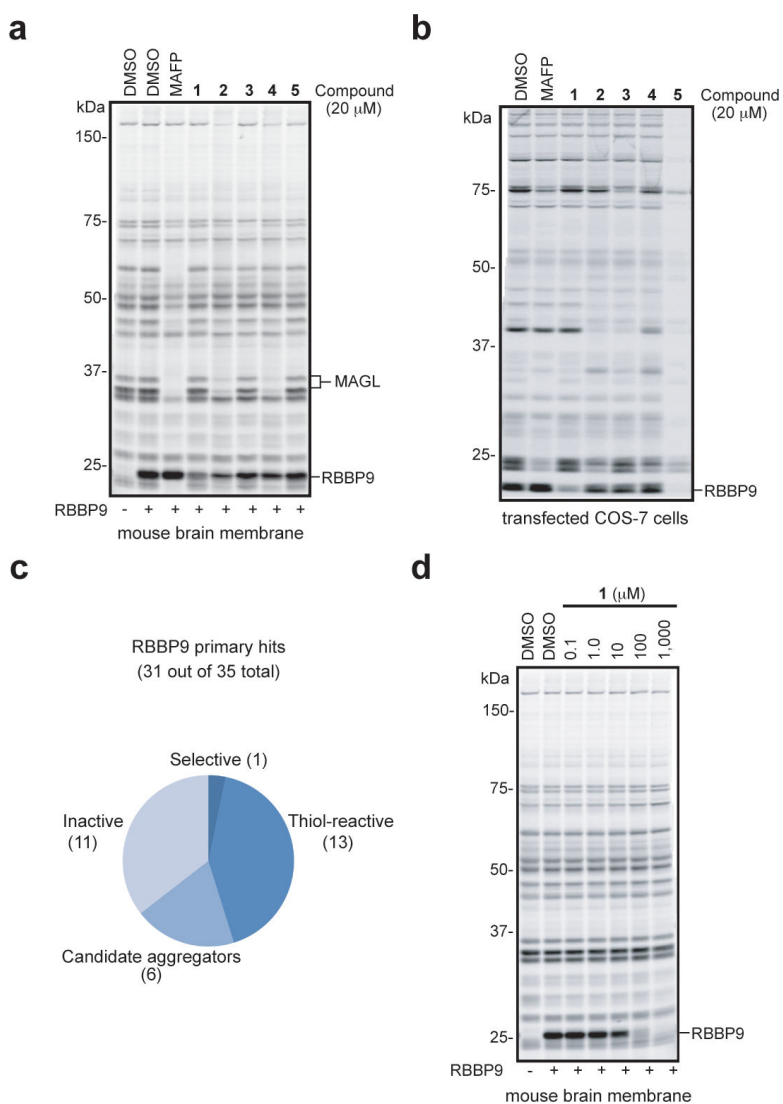 a
DMSO
DMSO
MAFP
1 2 3 4 5 Compound
(20 μM)
kDa
150-
75-
50-
37-
25-
MAGL
RBBP9
RBBP9 - + + + + + + +
mouse brain membrane
b
DMSO
MAFP
1 2 3 4 5 Compound
(20 μM)
kDa
75-
50-
37-
25-
RBBP9
transfected COS-7 cells
c
RBBP9 primary hits
(31 out of 35 total)
Selective (1)
Inactive
(11)
Thiol-reactive
(13)
Candidate aggregators
(6)
d
1 (μM)
DMSO
DMSO
0.1
1.0
10
100
1,000
kDa
150-
75-
50-
37-
25-
RBBP9
RBBP9 - + + + + + +
mouse brain membrane